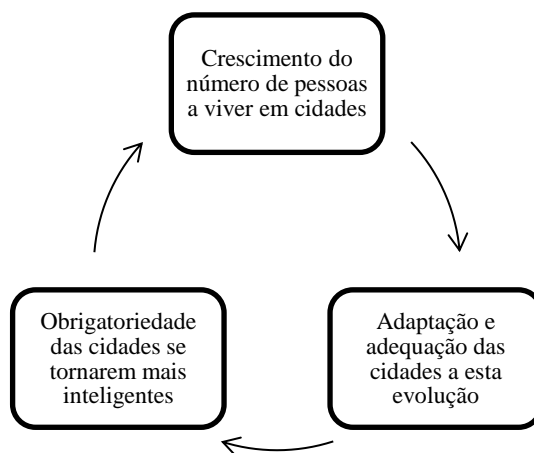 Crescimento do
número de pessoas
a viver em cidades
Obrigatoriedade
das cidades se
tornarem mais
inteligentes
Adaptação e
adequação das
cidades a esta
evolução